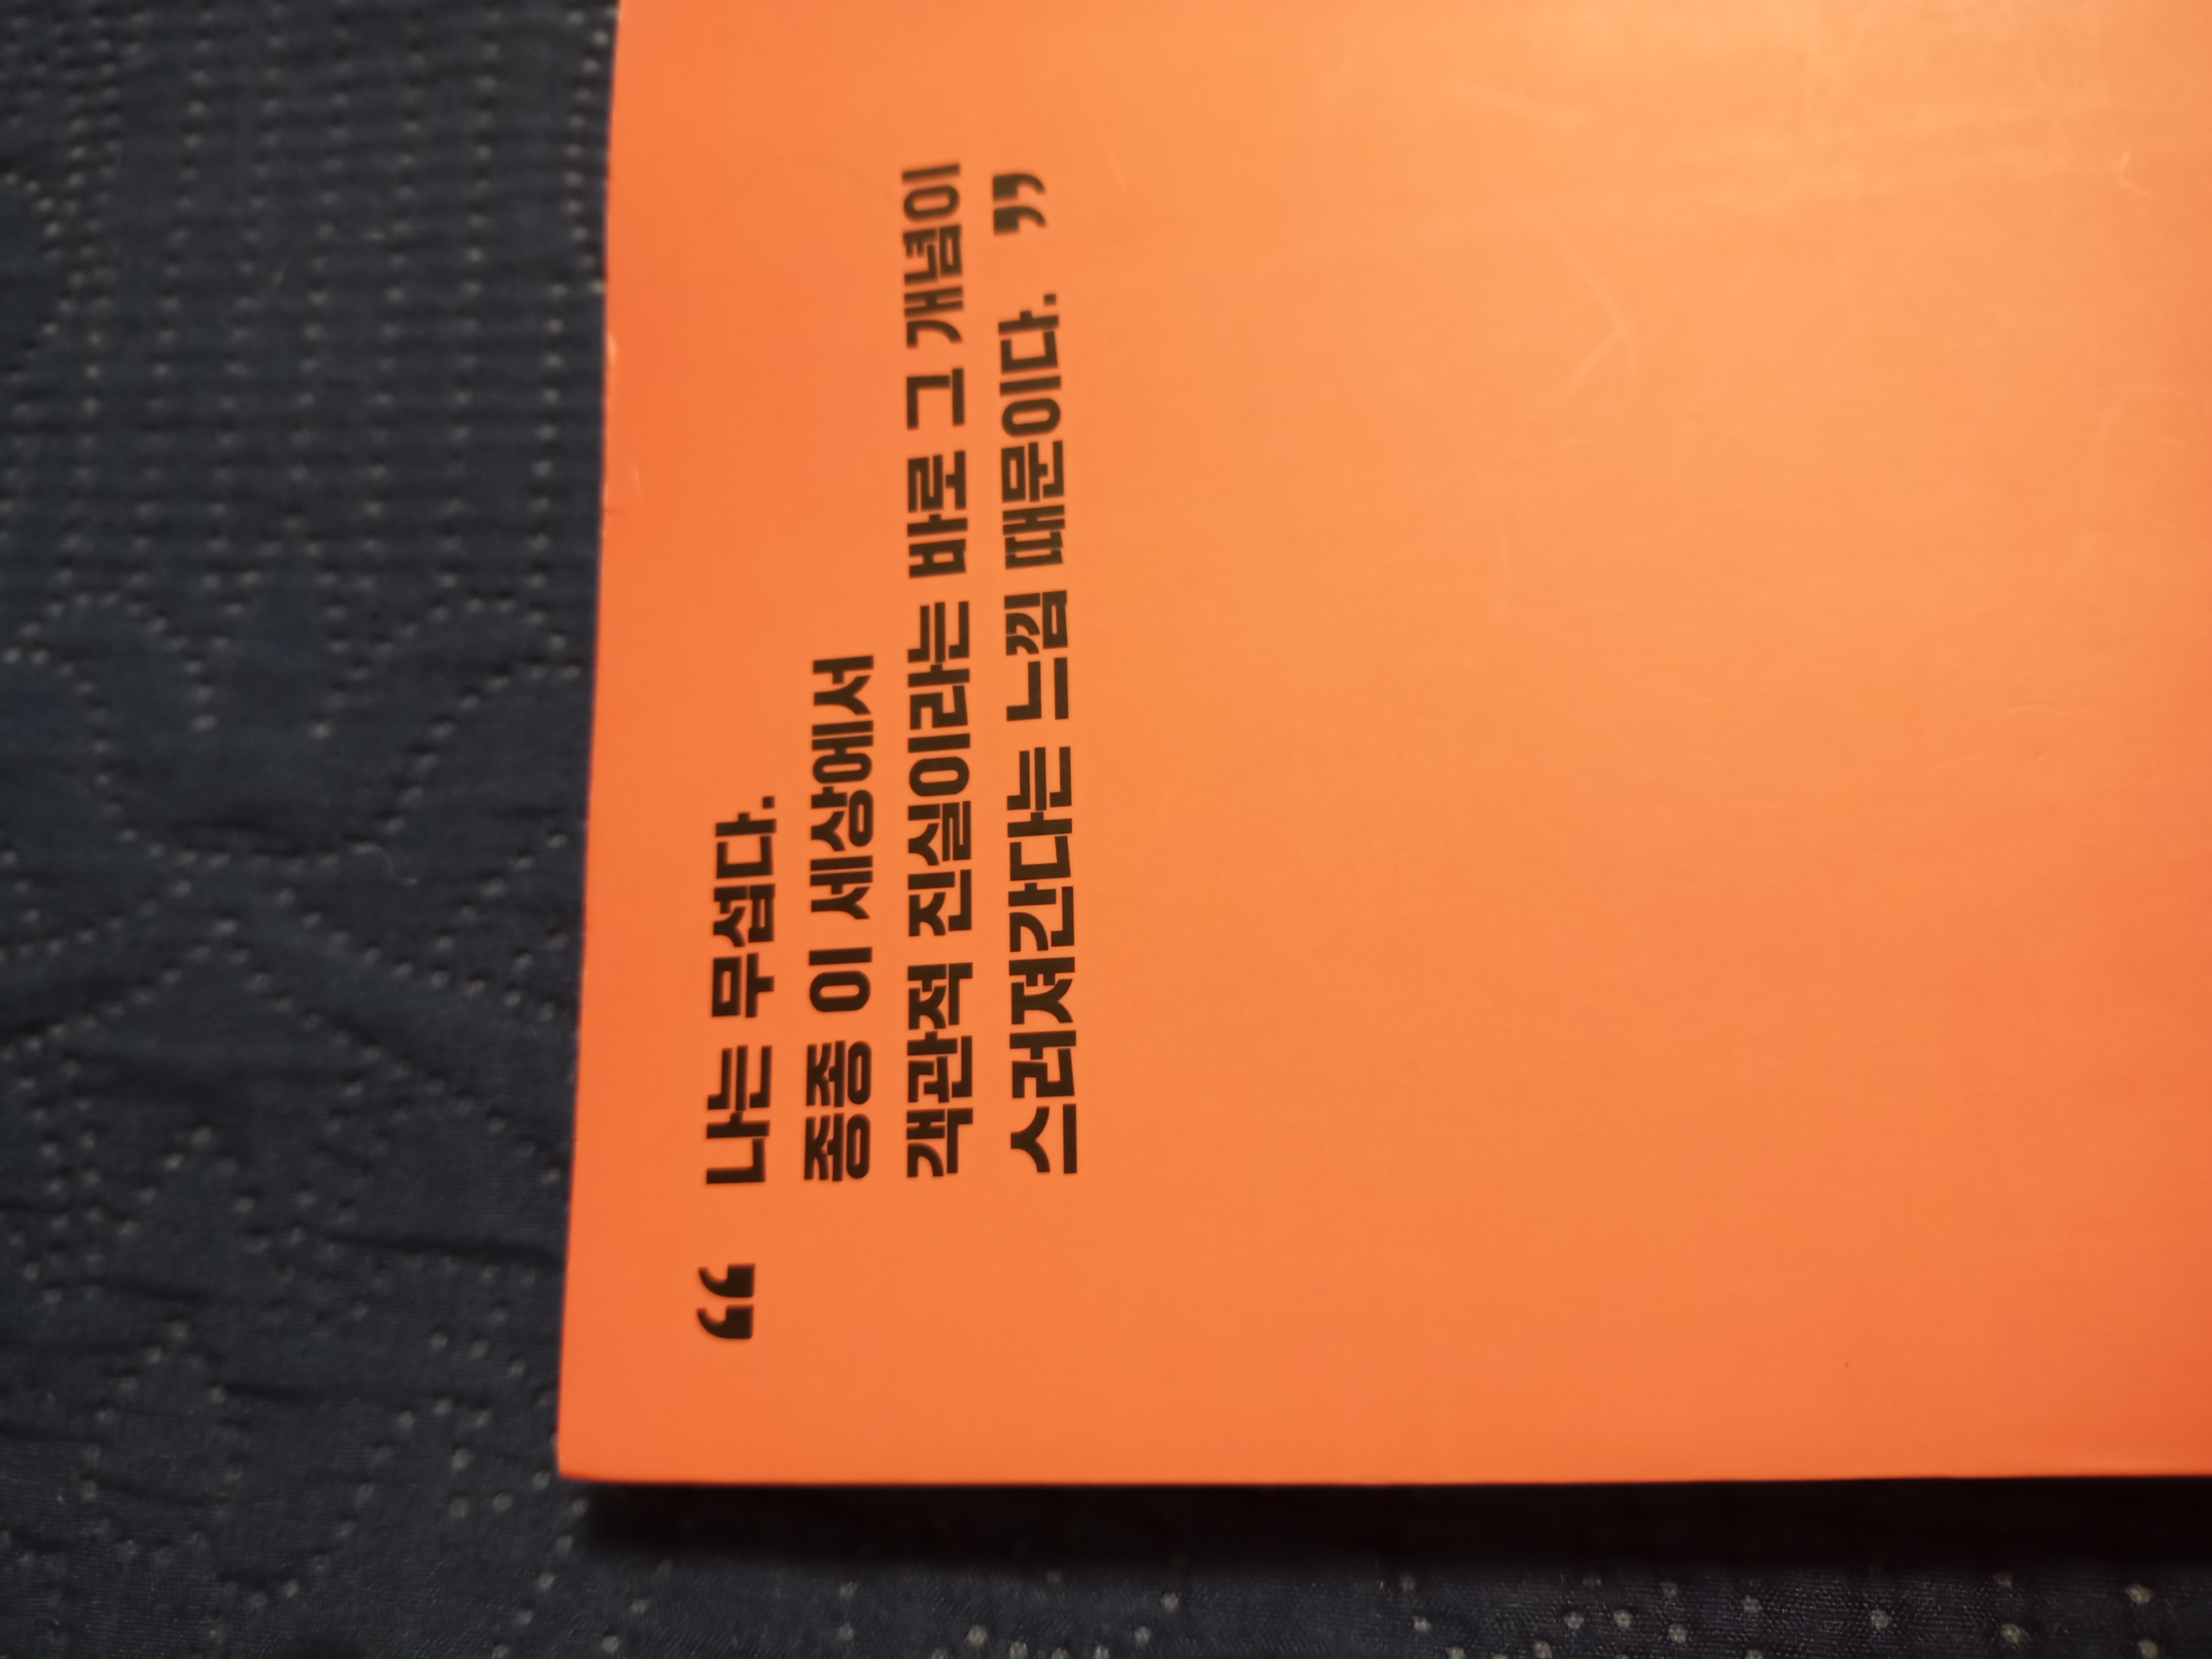 “ 나는 무섭다.
종종 이 세상에서
객관적 진실이라는 바로 그 개념이
스러져간다는 느낌 때문이다. ”